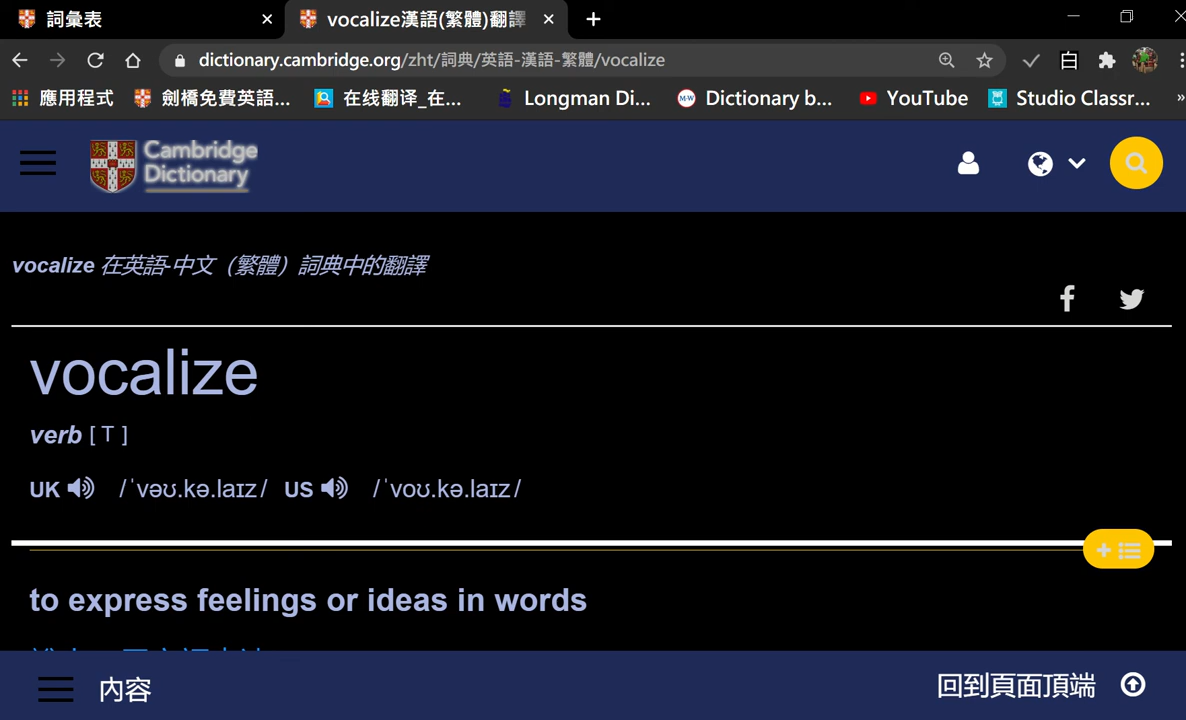 詞彙表
vocalize漢語(繁體)翻譯
dictionary.cambridge.org/zht/詞典/英語-漢語-繁體/vocalize
白
應用程式 劍橋免費英語... 在线翻译_在... Longman Di... M-W Dictionary b... YouTube Studio Classr... »
Cambridge
Dictionary
vocalize 在英語-中文（繁體）詞典中的翻譯
vocalize
verb [ T ]
UK /ˈvəʊ.kə.laɪz/ US /ˈvoʊ.kə.laɪz/
to express feelings or ideas in words
內容
回到頁面頂端